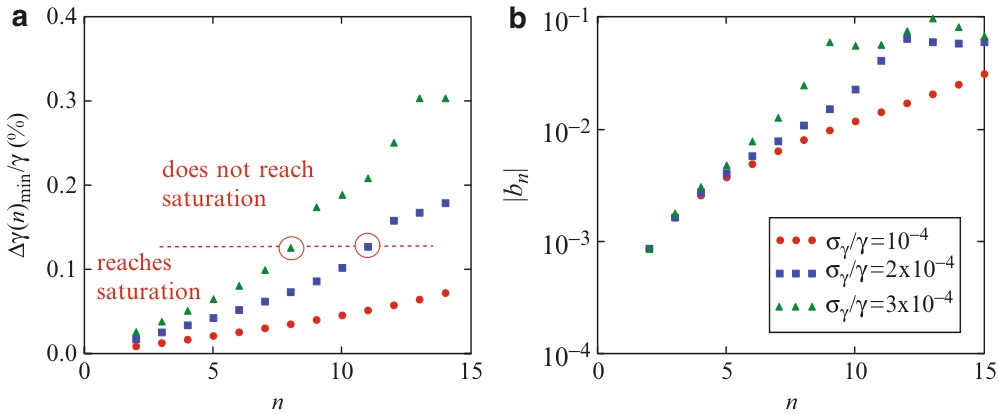 a
0.4
0.3
0.2
0.1
0.0
0
5
10
15
Δγ(n)min/γ (%)
n
does not reach
saturation
reaches
saturation
b
10⁻¹
10⁻²
10⁻³
10⁻⁴
0
5
10
15
|bₙ|
n
σγ/γ=10⁻⁴
σγ/γ=2x10⁻⁴
σγ/γ=3x10⁻⁴